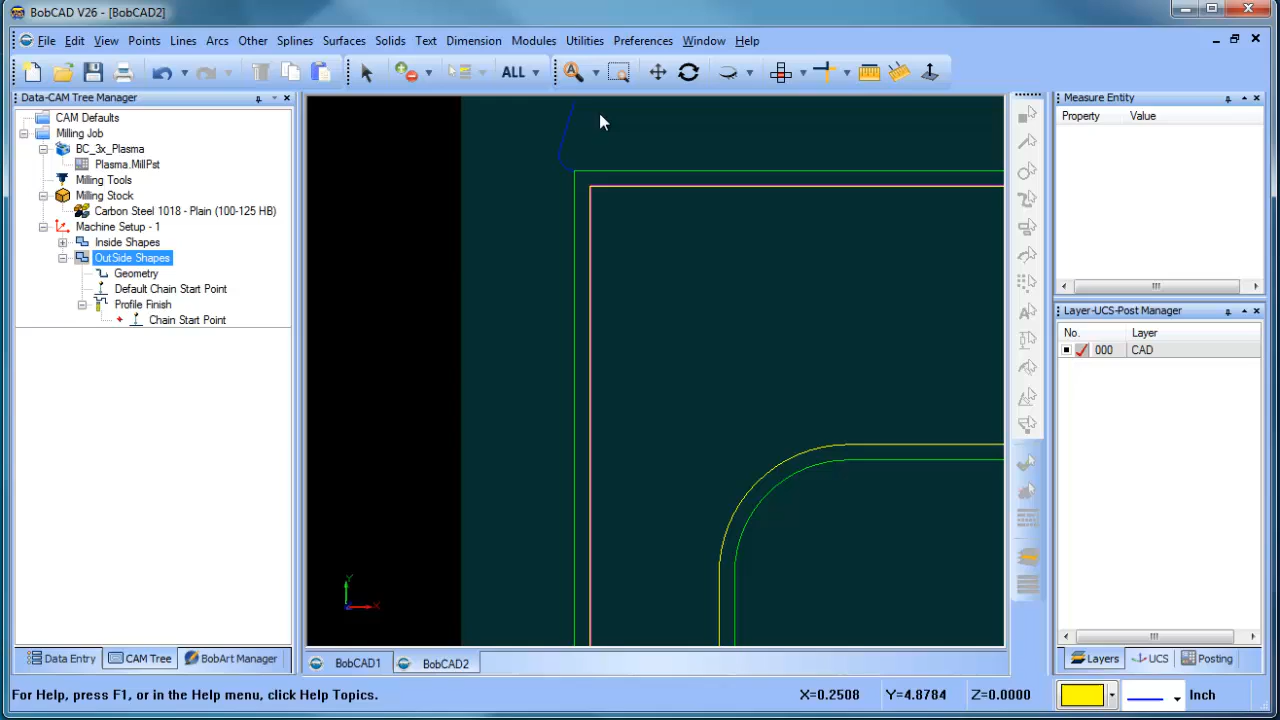 BobCAD V26 - [BobCAD2]
File Edit View Points Lines Arcs Other Splines Surfaces Solids Text Dimension Modules Utilities Preferences Window Help
ALL
Data-CAM Tree Manager
CAM Defaults
Milling Job
BC_3x_Plasma
Plasma.MillPst
Milling Tools
Milling Stock
Carbon Steel 1018 - Plain (100-125 HB)
Machine Setup - 1
Inside Shapes
OutSide Shapes
Geometry
Default Chain Start Point
Profile Finish
Chain Start Point
Y
X
Measure Entity
Property Value
Layer-UCS-Post Manager
No. Layer
000 CAD
Data Entry CAM Tree BobArt Manager
BobCAD1 BobCAD2
Layers UCS Posting
For Help, press F1, or in the Help menu, click Help Topics. X=0.2508 Y=4.8784 Z=0.0000 Inch